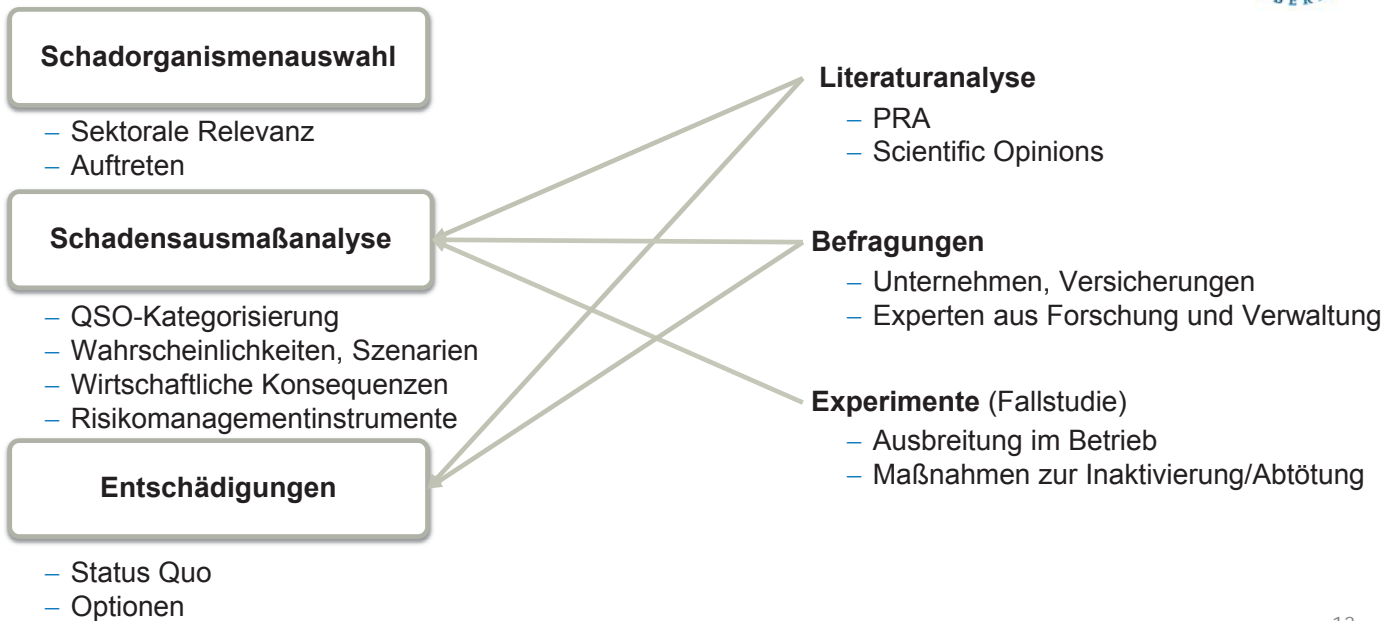 Schadorganismenauswahl
– Sektorale Relevanz
– Auftreten
Schadensausmaßanalyse
– QSO-Kategorisierung
– Wahrscheinlichkeiten, Szenarien
– Wirtschaftliche Konsequenzen
– Risikomanagementinstrumente
Entschädigungen
– Status Quo
– Optionen
Literaturanalyse
– PRA
– Scientific Opinions
Befragungen
– Unternehmen, Versicherungen
– Experten aus Forschung und Verwaltung
Experimente (Fallstudie)
– Ausbreitung im Betrieb
– Maßnahmen zur Inaktivierung/Abtötung